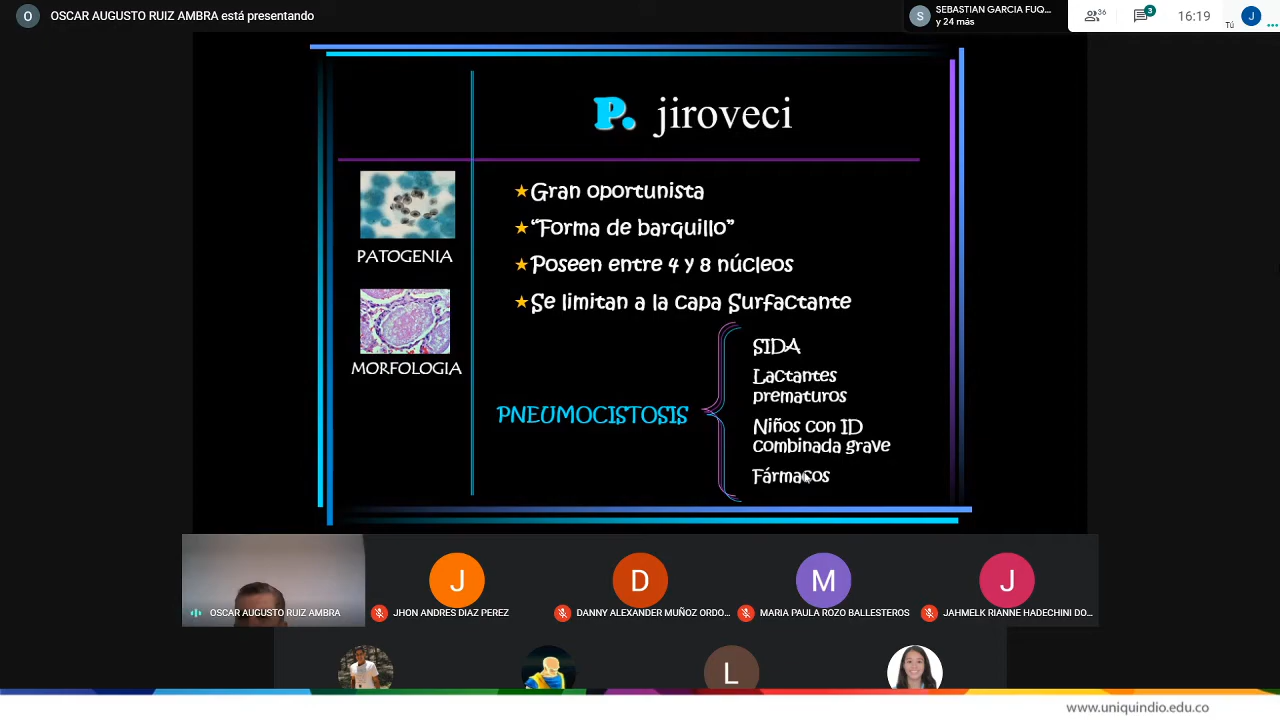 O OSCAR AUGUSTO RUIZ AMBRA está presentando
S SEBASTIAN GARCIA FUQ...
y 24 más
36
3
16:19
Tú
J
P. jiroveci
Gran oportunista
"Forma de barquillo"
PATOGENIA
Poseen entre 4 y 8 núcleos
Se limitan a la capa Surfactante
MORFOLOGIA
SIDA
Lactantes
prematuros
PNEUMOCISTOSIS
Niños con ID
combinada grave
Fármacos
J
D
M
J
OSCAR AUGUSTO RUIZ AMBRA
JHON ANDRES DIAZ PEREZ
DANNY ALEXANDER MUÑOZ ORDO...
MARIA PAULA ROZO BALLESTEROS
JAHMELK RIANNE HADECHINI DO...
L
www.uniquindio.edu.co